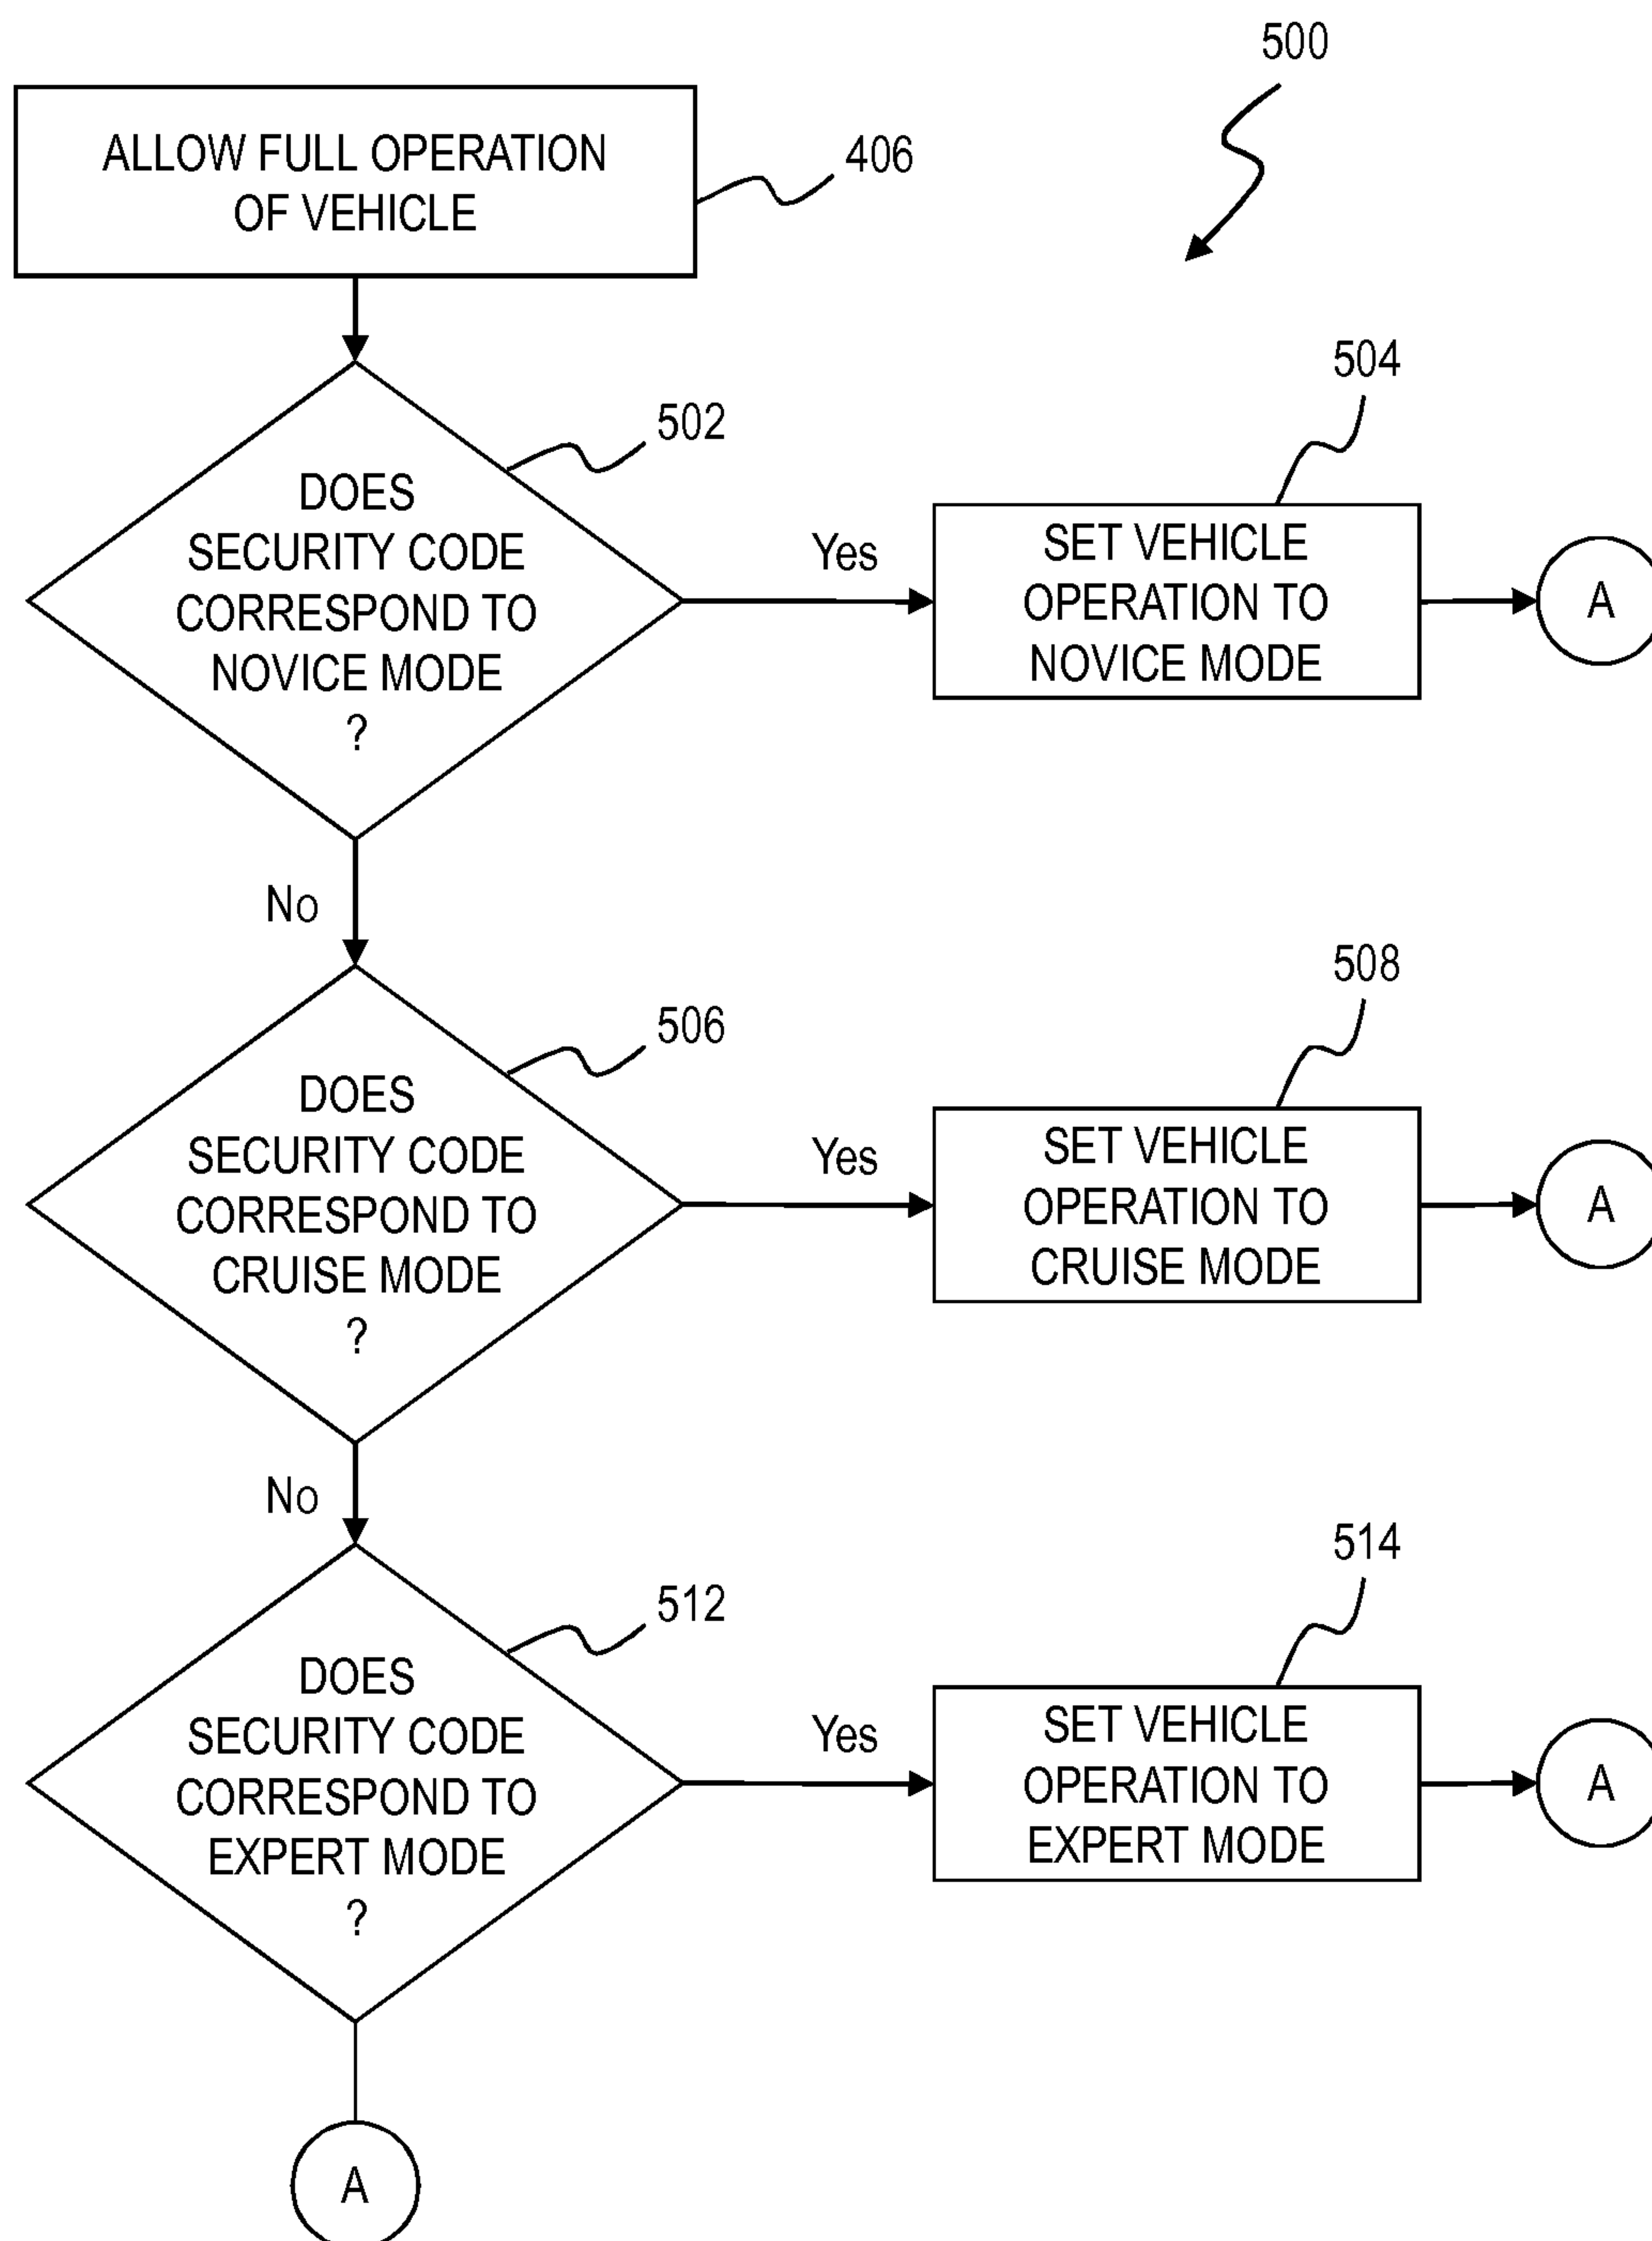 500
ALLOW FULL OPERATION
OF VEHICLE
406
502
DOES
SECURITY CODE
CORRESPOND TO
NOVICE MODE
?
Yes
504
SET VEHICLE
OPERATION TO
NOVICE MODE
A
No
506
DOES
SECURITY CODE
CORRESPOND TO
CRUISE MODE
?
Yes
508
SET VEHICLE
OPERATION TO
CRUISE MODE
A
No
512
DOES
SECURITY CODE
CORRESPOND TO
EXPERT MODE
?
Yes
514
SET VEHICLE
OPERATION TO
EXPERT MODE
A
A